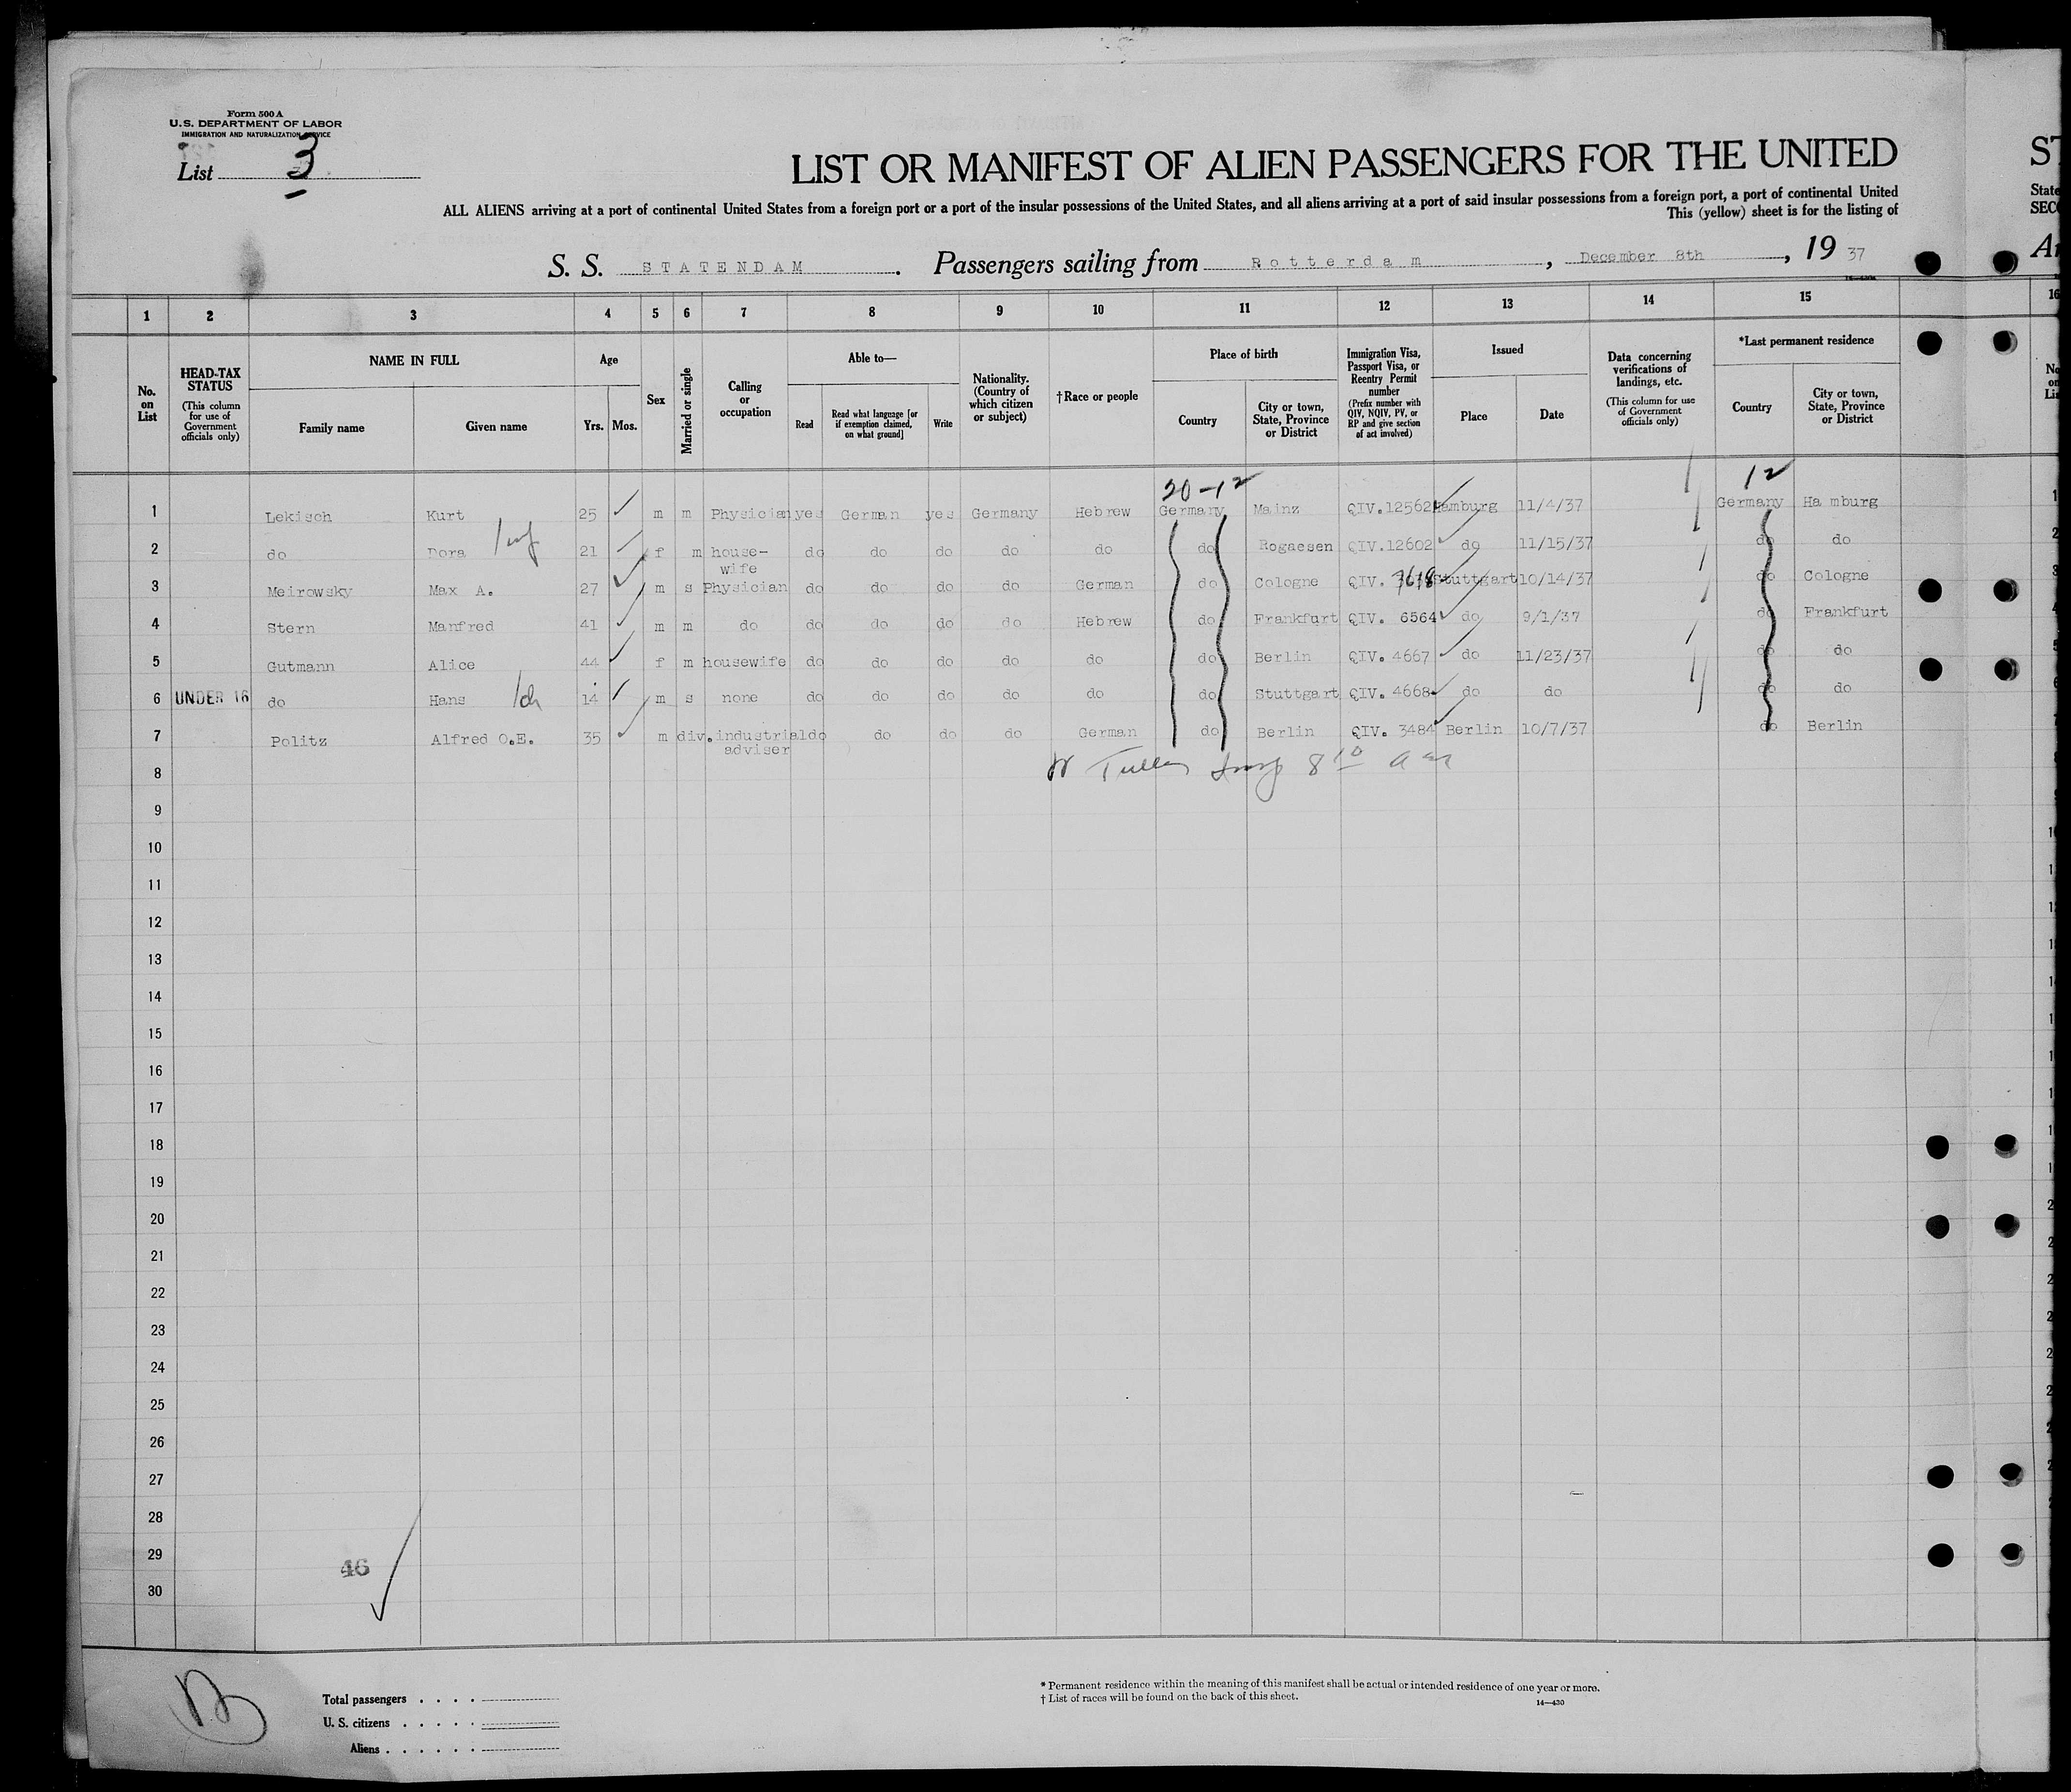 Form 500 A
U. S. DEPARTMENT OF LABOR
IMMIGRATION AND NATURALIZATION SERVICE
List 3
LIST OR MANIFEST OF ALIEN PASSENGERS FOR THE UNITED
ST
ALL ALIENS arriving at a port of continental United States from a foreign port or a port of the insular possessions of the United States, and all aliens arriving at a port of said insular possessions from a foreign port, a port of continental United
State
This (yellow) sheet is for the listing of
SECO
S. S. STATENDAM . Passengers sailing from Rotterdam , December 8th , 19 37
1 2 3 4 5 6 7 8 9 10 11 12 13 14 15 16
No. on List
HEAD-TAX STATUS (This column for use of Government officials only)
NAME IN FULL
Family name Given name
Age
Yrs. Mos.
Sex
Married or single
Calling or occupation
Able to—
Read
Read what language [or if exemption claimed, on what ground]
Write
Nationality. (Country of which citizen or subject)
†Race or people
Place of birth
Country
City or town, State, Province or District
Immigration Visa, Passport Visa, or Reentry Permit number (Prefix number with QIV, NQIV, PV, or RP and give section of act involved)
Issued
Place Date
Data concerning verifications of landings, etc. (This column for use of Government officials only)
*Last permanent residence
Country
City or town, State, Province or District
20-12 12
1 Lekisch Kurt 25 m m Physician yes German yes Germany Hebrew Germany Mainz QIV.12562 Hamburg 11/4/37 Germany Hamburg
2 do Dora 21 f m house-wife do do do do do do Rogaesen QIV.12602 do 11/15/37 do do
3 Meirowsky Max A. 27 m s Physician do do do do German do Cologne QIV. 7618 Stuttgart 10/14/37 do Cologne
4 Stern Manfred 41 m m do do do do do Hebrew do Frankfurt QIV. 6564 do 9/1/37 do Frankfurt
5 Gutmann Alice 44 f m housewife do do do do do do Berlin QIV. 4667 do 11/23/37 do do
6 UNDER 16 do Hans 14 m s none do do do do do do Stuttgart QIV. 4668 do do do do
7 Politz Alfred O.E. 35 m div. industrial adviser do do do do German do Berlin QIV. 3484 Berlin 10/7/37 do Berlin
8
9
10
11
12
13
14
15
16
17
18
19
20
21
22
23
24
25
26
27
28
29
30
46
Total passengers
U. S. citizens
Aliens
* Permanent residence within the meaning of this manifest shall be actual or intended residence of one year or more.
† List of races will be found on the back of this sheet.
14—430